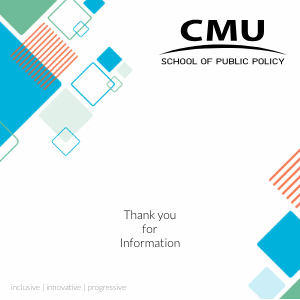 CMU
SCHOOL OF PUBLIC POLICY
Thank you
for
Information
inclusive | innovative | progressive